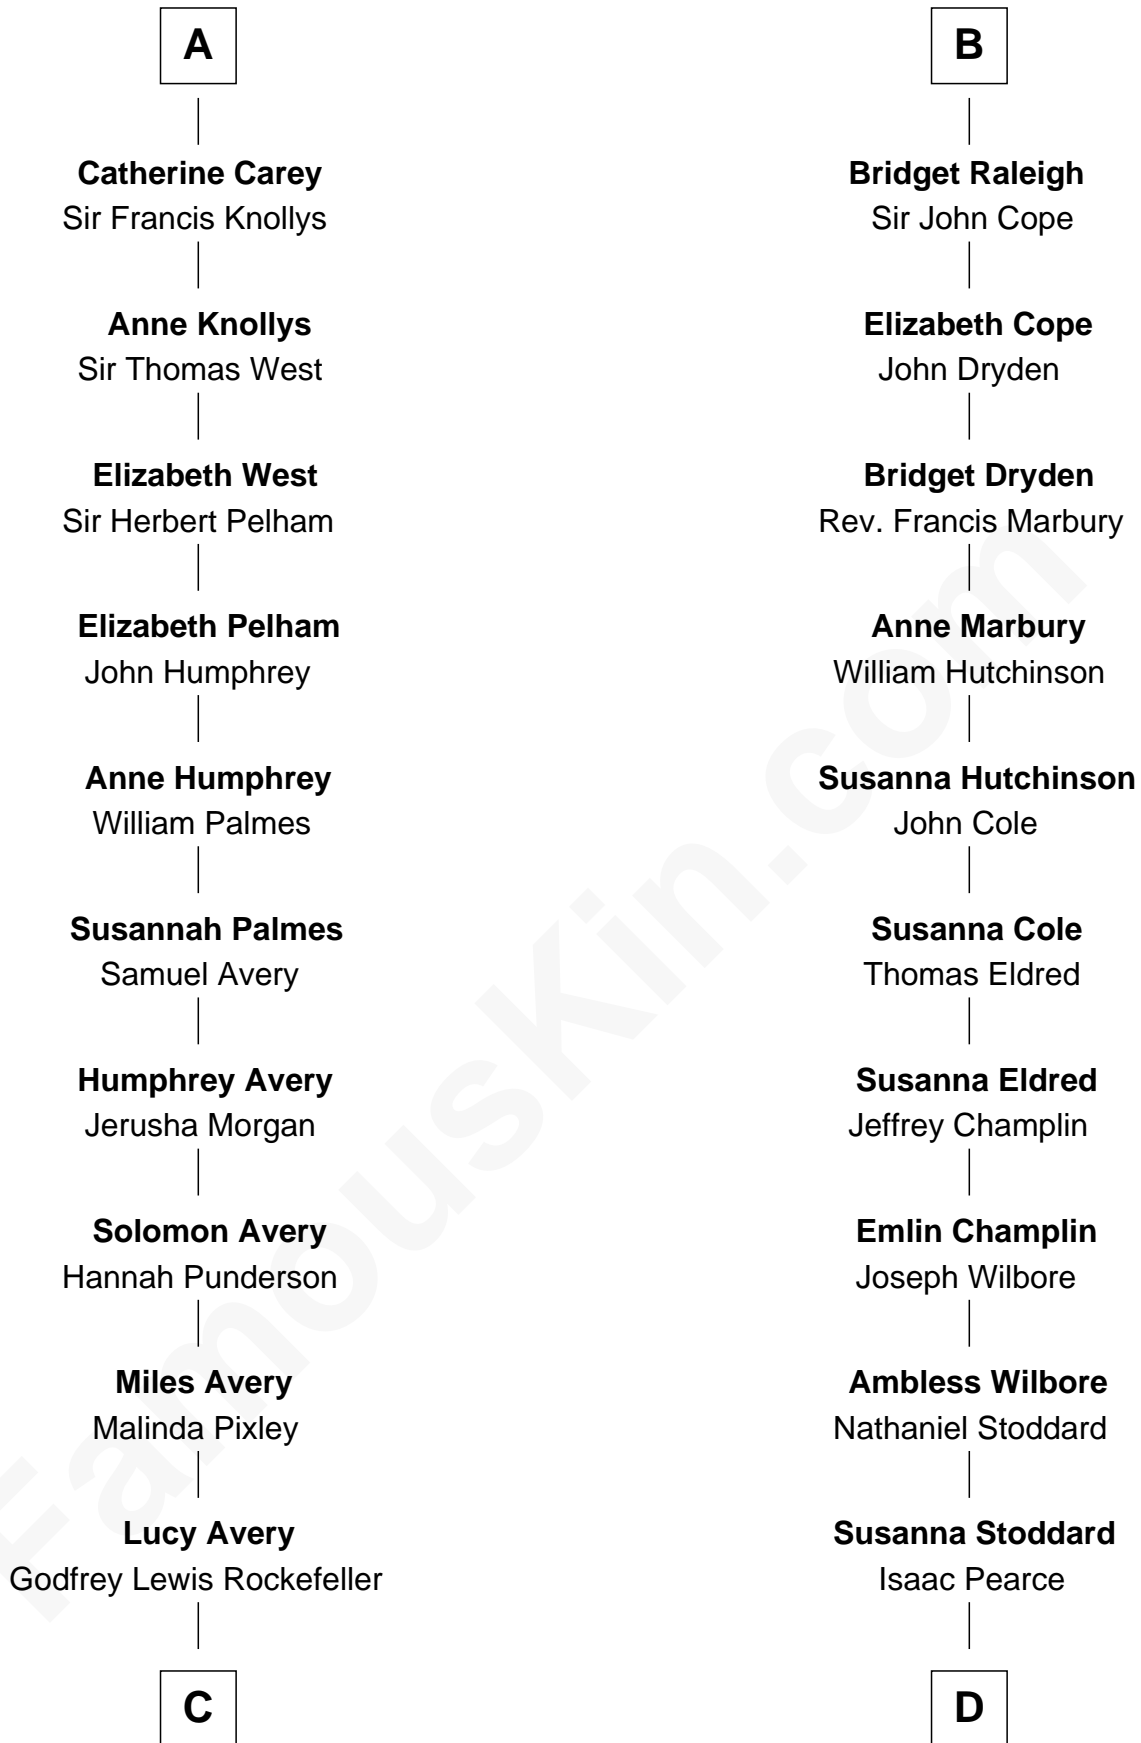 A
Catherine Carey
Sir Francis Knollys
Anne Knollys
Sir Thomas West
Elizabeth West
Sir Herbert Pelham
Elizabeth Pelham
John Humphrey
Anne Humphrey
William Palmes
Susannah Palmes
Samuel Avery
Humphrey Avery
Jerusha Morgan
Solomon Avery
Hannah Punderson
Miles Avery
Malinda Pixley
Lucy Avery
Godfrey Lewis Rockefeller
C
B
Bridget Raleigh
Sir John Cope
Elizabeth Cope
John Dryden
Bridget Dryden
Rev. Francis Marbury
Anne Marbury
William Hutchinson
Susanna Hutchinson
John Cole
Susanna Cole
Thomas Eldred
Susanna Eldred
Jeffrey Champlin
Emlin Champlin
Joseph Wilbore
Ambless Wilbore
Nathaniel Stoddard
Susanna Stoddard
Isaac Pearce
D
FamousKin.com